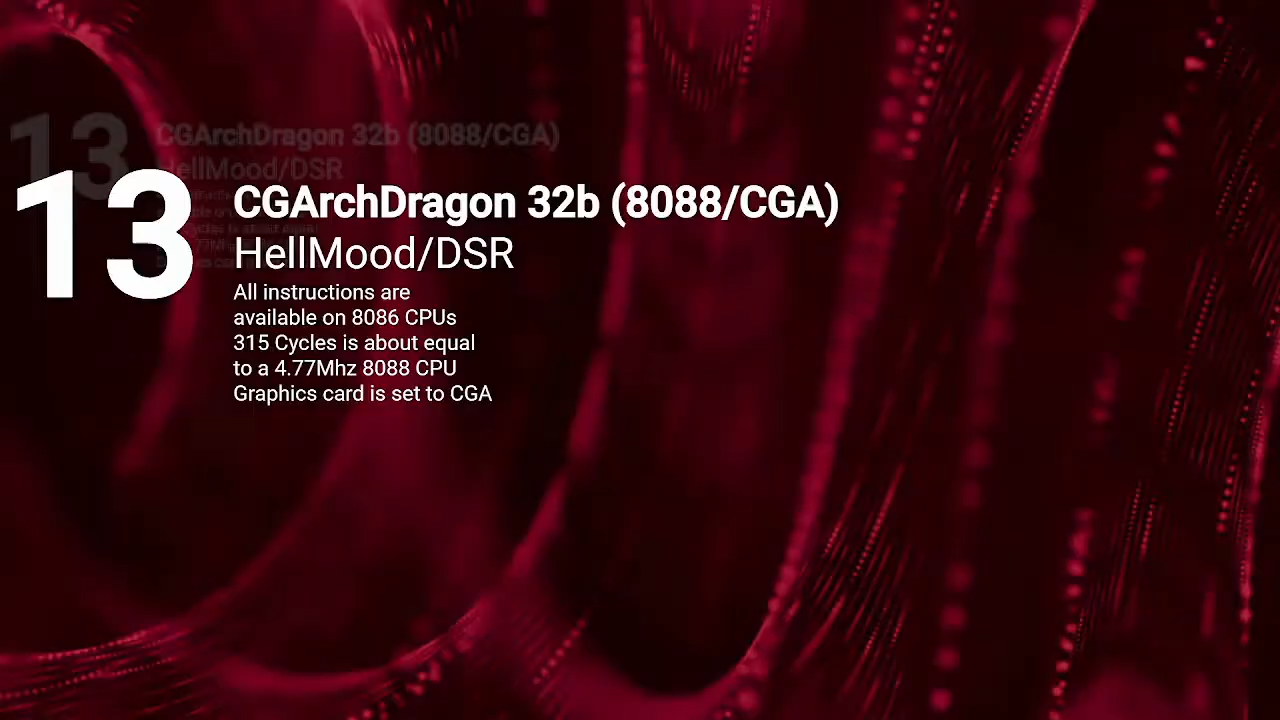 13
CGArchDragon 32b (8088/CGA)
HellMood/DSR
All instructions are
available on 8086 CPUs
315 Cycles is about equal
to a 4.77Mhz 8088 CPU
Graphics card is set to CGA